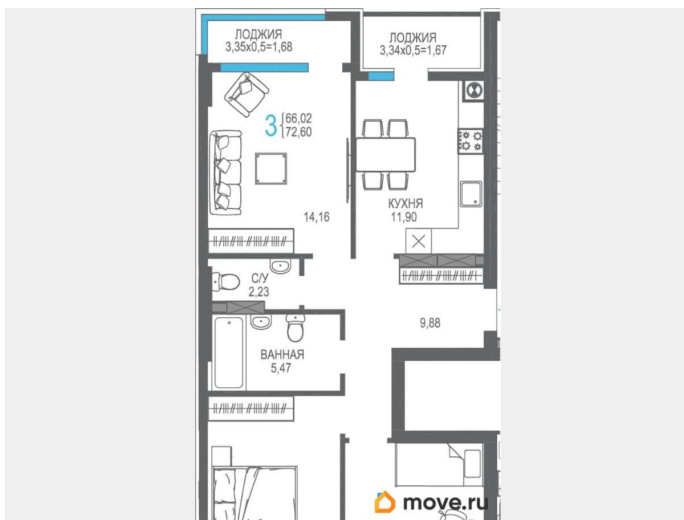 ЛОДЖИЯ
3,35х0,5=1,68
ЛОДЖИЯ
3,34х0,5=1,67
3 66,02
72,60
14,16
КУХНЯ
11,90
С/У
2,23
9,88
ВАННАЯ
5,47
move.ru